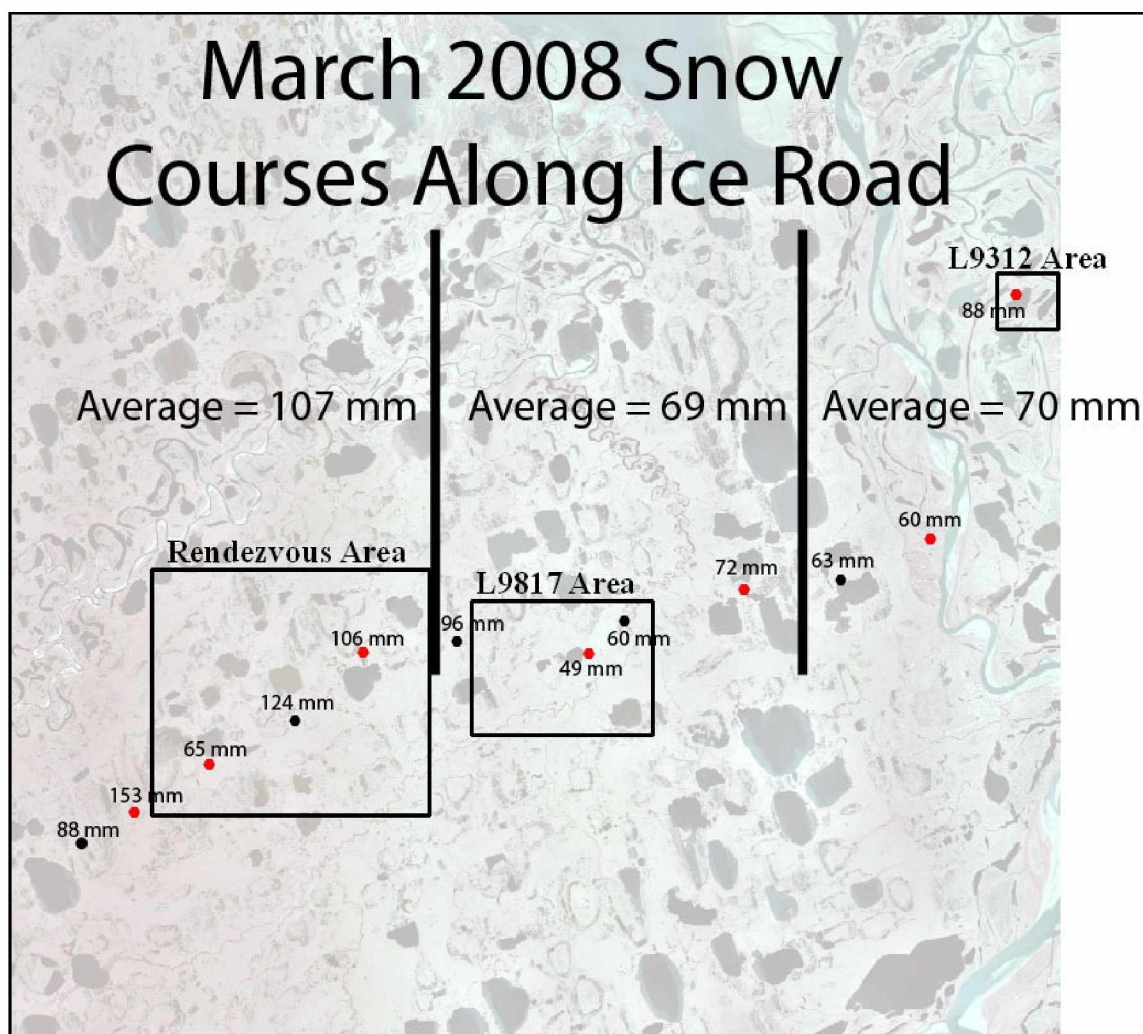 March 2008 Snow
Courses Along Ice Road
L9312 Area
88 mm
Average = 107 mm
Average = 69 mm
Average = 70 mm
60 mm
Rendezvous Area
63 mm
72 mm
L9817 Area
96 mm
60 mm
106 mm
49 mm
124 mm
65 mm
153 mm
88 mm